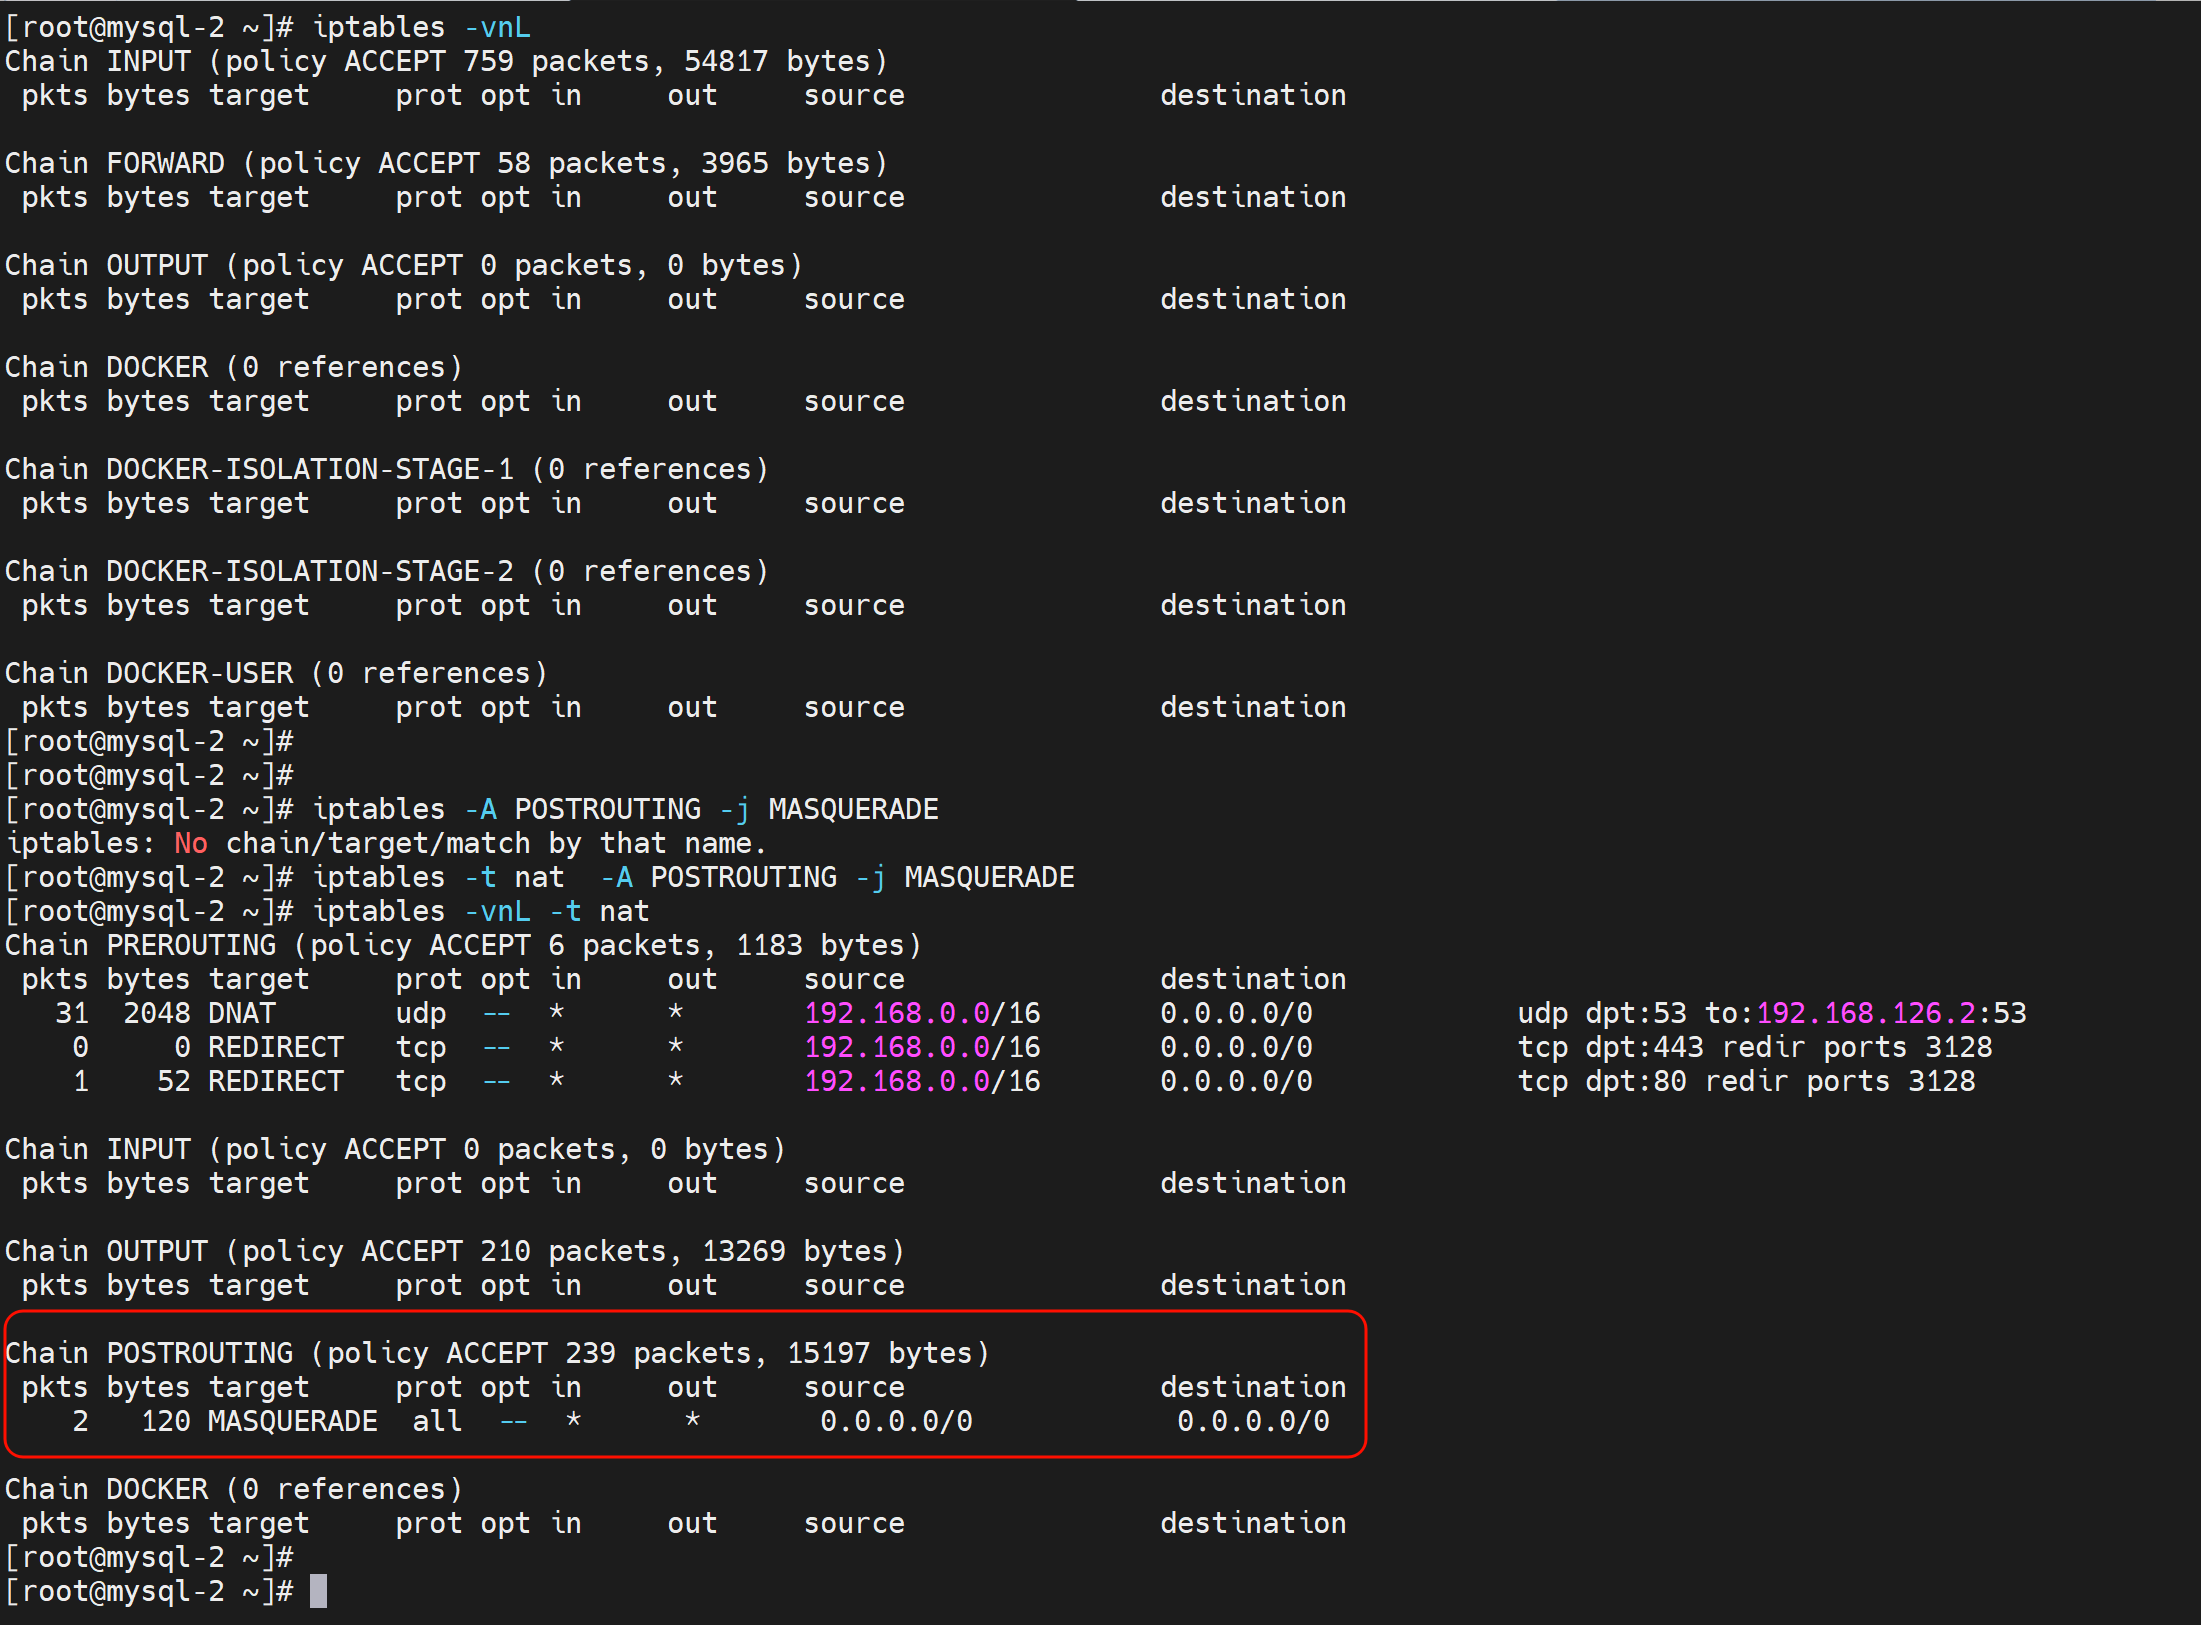 [root@mysql-2 ~]# iptables -vnL
Chain INPUT (policy ACCEPT 759 packets, 54817 bytes)
 pkts bytes target     prot opt in     out     source               destination

Chain FORWARD (policy ACCEPT 58 packets, 3965 bytes)
 pkts bytes target     prot opt in     out     source               destination

Chain OUTPUT (policy ACCEPT 0 packets, 0 bytes)
 pkts bytes target     prot opt in     out     source               destination

Chain DOCKER (0 references)
 pkts bytes target     prot opt in     out     source               destination

Chain DOCKER-ISOLATION-STAGE-1 (0 references)
 pkts bytes target     prot opt in     out     source               destination

Chain DOCKER-ISOLATION-STAGE-2 (0 references)
 pkts bytes target     prot opt in     out     source               destination

Chain DOCKER-USER (0 references)
 pkts bytes target     prot opt in     out     source               destination
[root@mysql-2 ~]#
[root@mysql-2 ~]#
[root@mysql-2 ~]# iptables -A POSTROUTING -j MASQUERADE
iptables: No chain/target/match by that name.
[root@mysql-2 ~]# iptables -t nat  -A POSTROUTING -j MASQUERADE
[root@mysql-2 ~]# iptables -vnL -t nat
Chain PREROUTING (policy ACCEPT 6 packets, 1183 bytes)
 pkts bytes target     prot opt in     out     source               destination
   31  2048 DNAT       udp  --  *      *       192.168.0.0/16       0.0.0.0/0            udp dpt:53 to:192.168.126.2:53
    0     0 REDIRECT   tcp  --  *      *       192.168.0.0/16       0.0.0.0/0            tcp dpt:443 redir ports 3128
    1    52 REDIRECT   tcp  --  *      *       192.168.0.0/16       0.0.0.0/0            tcp dpt:80 redir ports 3128

Chain INPUT (policy ACCEPT 0 packets, 0 bytes)
 pkts bytes target     prot opt in     out     source               destination

Chain OUTPUT (policy ACCEPT 210 packets, 13269 bytes)
 pkts bytes target     prot opt in     out     source               destination

Chain POSTROUTING (policy ACCEPT 239 packets, 15197 bytes)
 pkts bytes target     prot opt in     out     source               destination
    2   120 MASQUERADE  all  --  *      *       0.0.0.0/0            0.0.0.0/0

Chain DOCKER (0 references)
 pkts bytes target     prot opt in     out     source               destination
[root@mysql-2 ~]#
[root@mysql-2 ~]#